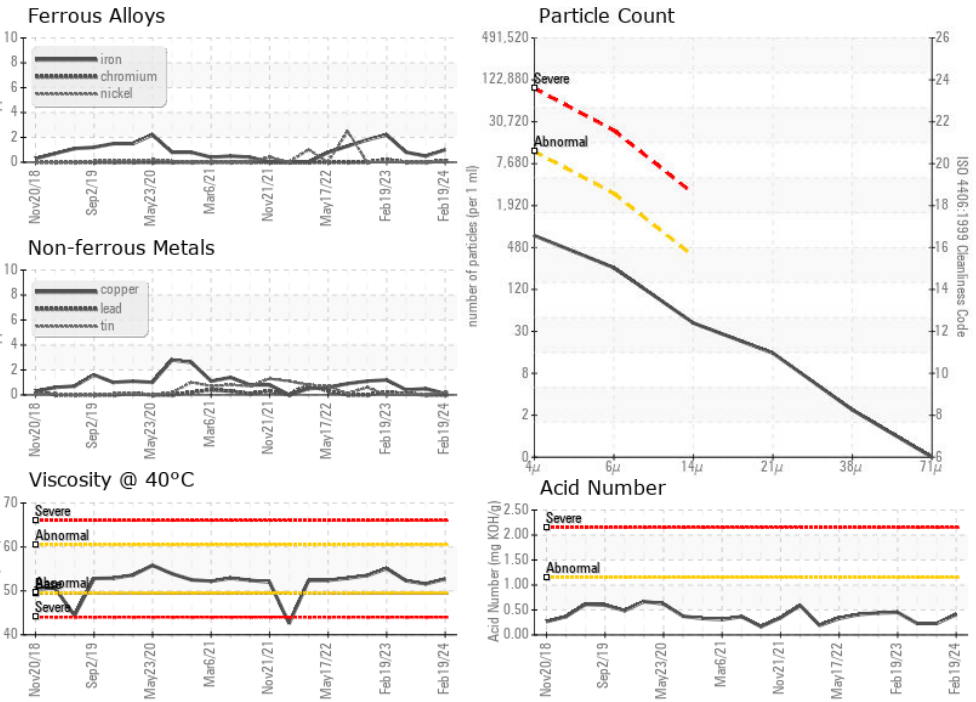 Ferrous Alloys
10
8
6
4
2
0
iron
chromium
nickel
Nov20/18
Sep2/19
May23/20
Mar6/21
Nov21/21
May17/22
Feb19/23
Feb19/24
Non-ferrous Metals
10
8
6
4
2
0
copper
lead
tin
Nov20/18
Sep2/19
May23/20
Mar6/21
Nov21/21
May17/22
Feb19/23
Feb19/24
Viscosity @ 40°C
70
60
50
40
Severe
Abnormal
Abnormal
Base
Severe
Nov20/18
Sep2/19
May23/20
Mar6/21
Nov21/21
May17/22
Feb19/23
Feb19/24
Particle Count
number of particles (per 1 ml)
491,520
122,880
30,720
7,680
1,920
480
120
30
8
2
0
Severe
Abnormal
4µ
6µ
14µ
21µ
38µ
71µ
26
24
22
20
18
16
14
12
10
8
6
ISO 4406:1999 Cleanliness Code
Acid Number
Acid Number (mg KOH/g)
2.50
2.00
1.50
1.00
0.50
0.00
Severe
Abnormal
Nov20/18
Sep2/19
May23/20
Mar6/21
Nov21/21
May17/22
Feb19/23
Feb19/24